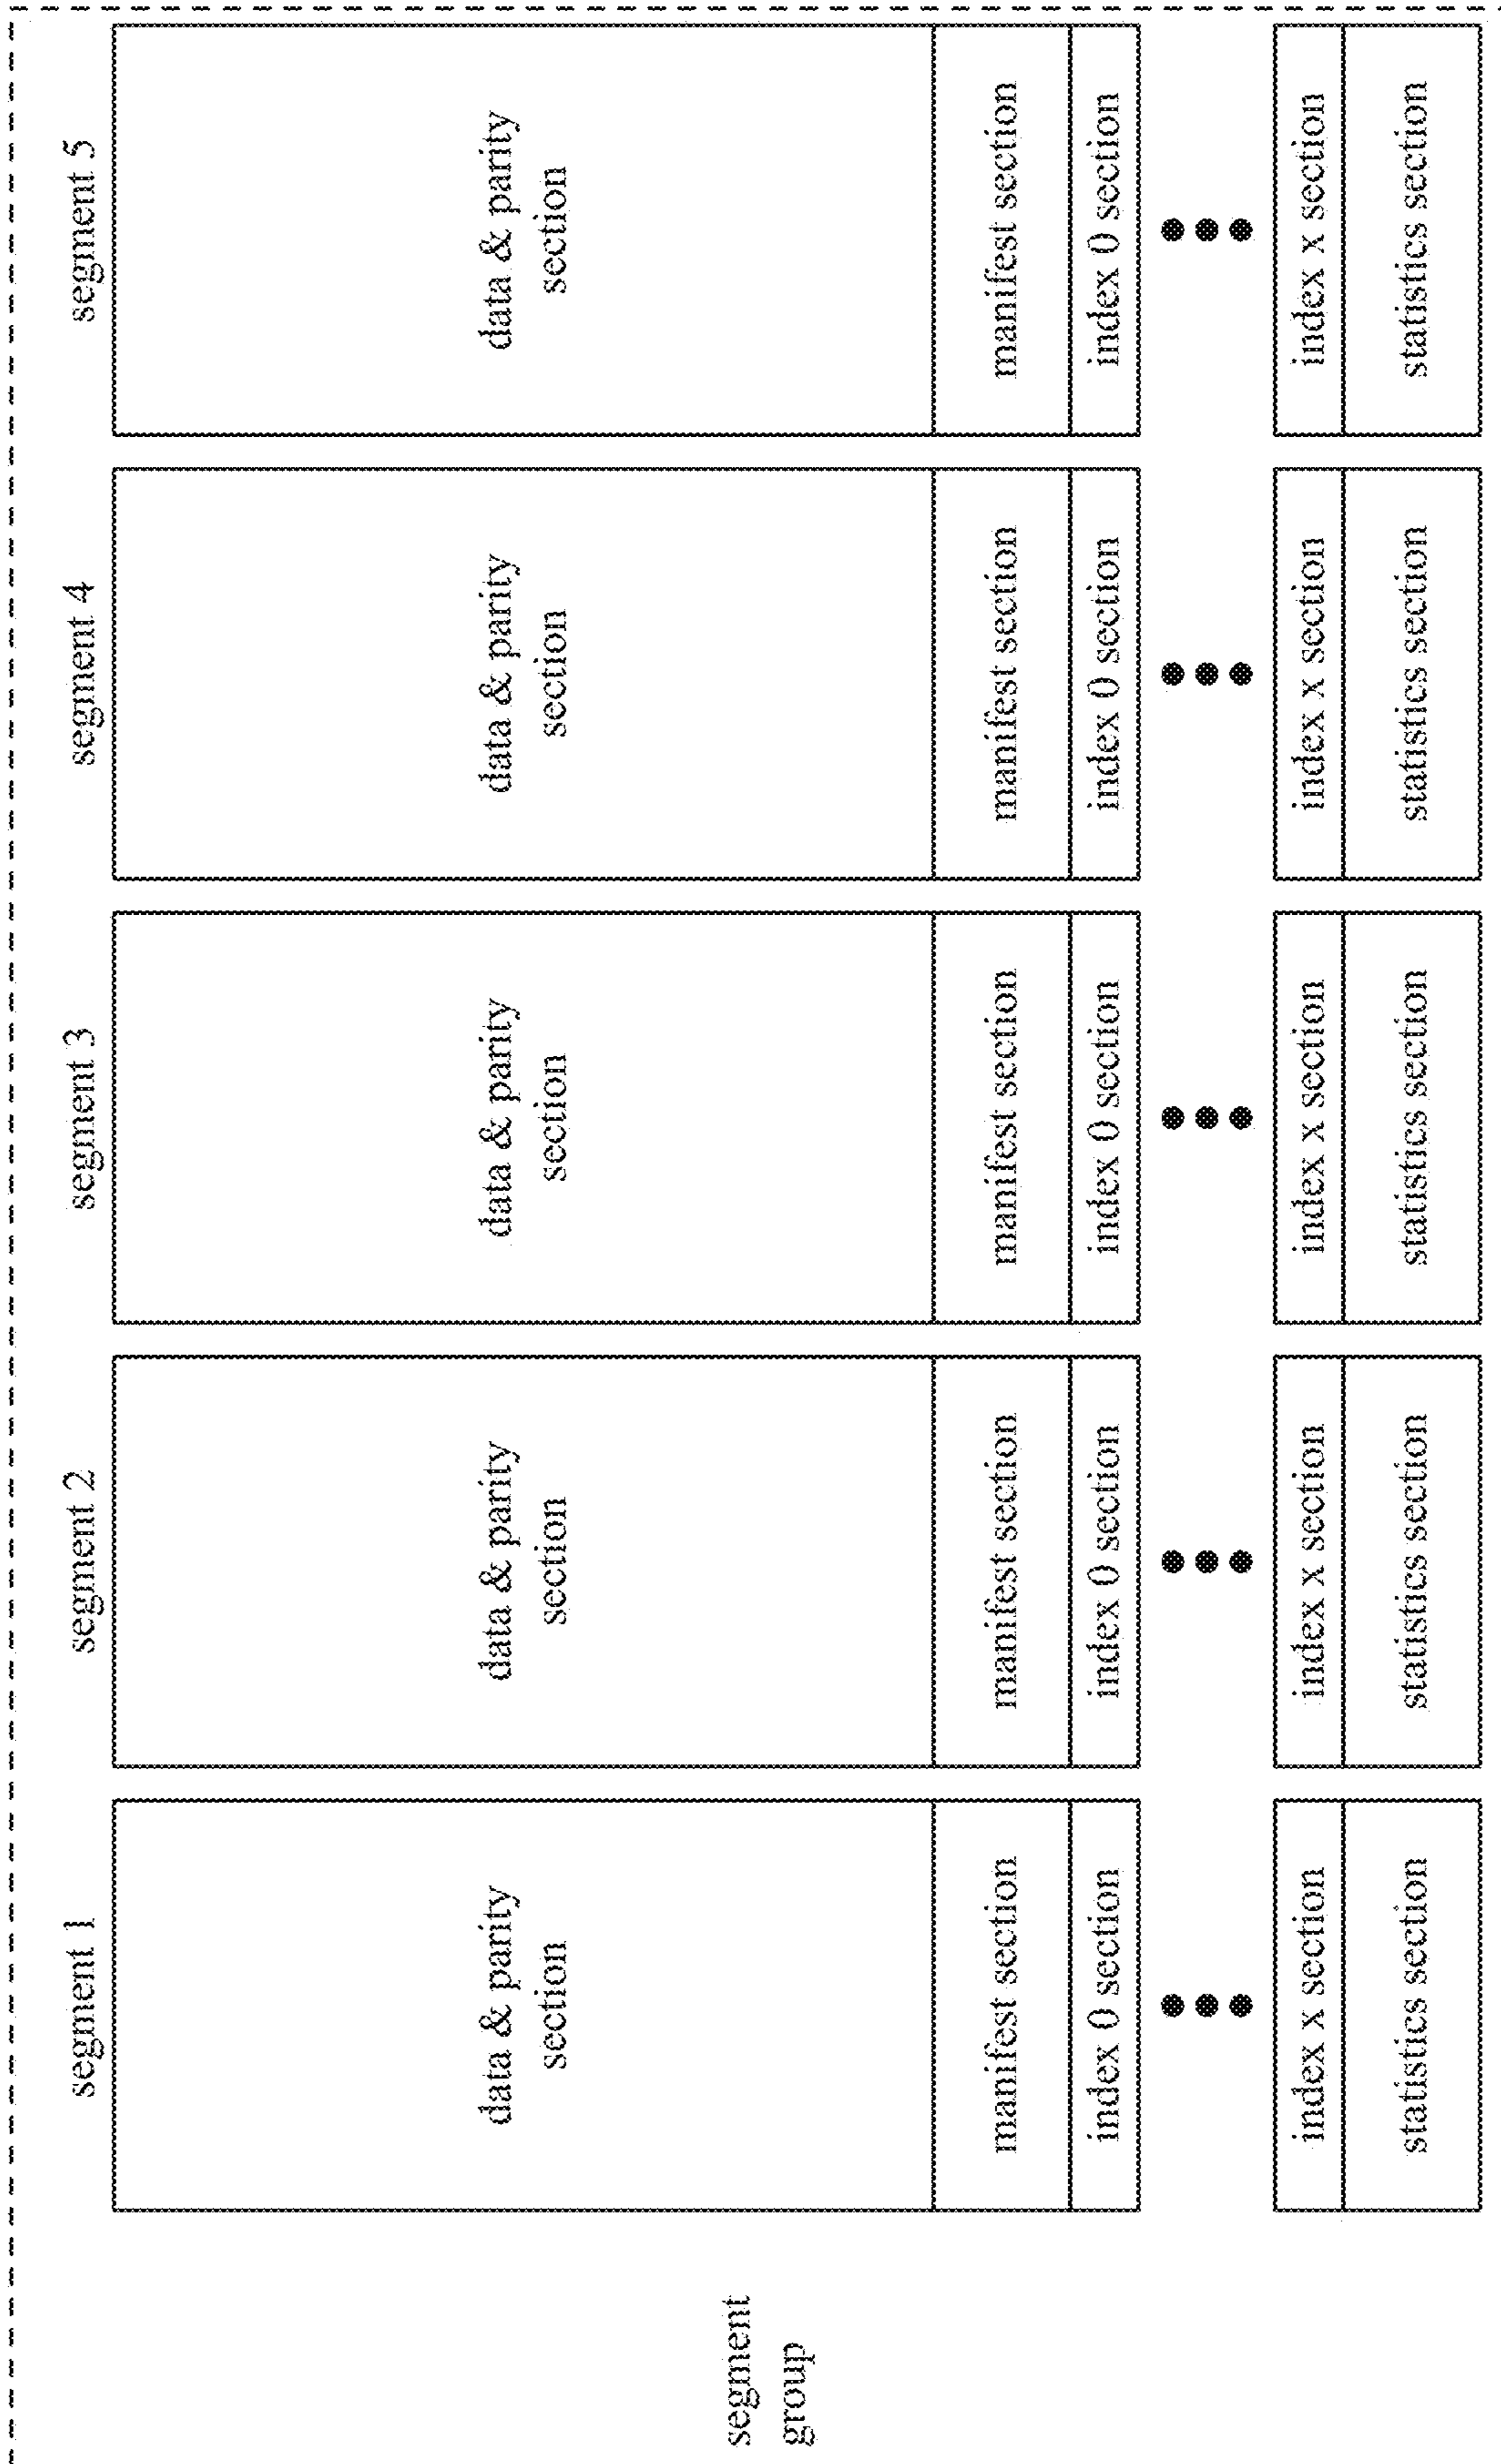 segment 1
segment 2
segment 3
segment 4
segment 5
segment
group
data & parity
section
manifest section
index 0 section
index x section
statistics section
data & parity
section
manifest section
index 0 section
index x section
statistics section
data & parity
section
manifest section
index 0 section
index x section
statistics section
data & parity
section
manifest section
index 0 section
index x section
statistics section
data & parity
section
manifest section
index 0 section
index x section
statistics section